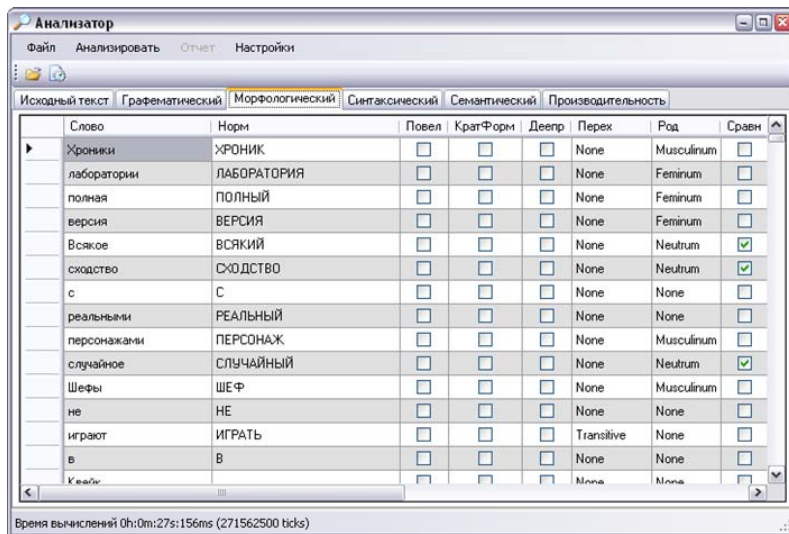 Анализатор
Файл Анализировать Отчет Настройки
Исходный текст Графематический Морфологический Синтаксический Семантический Производительность
Слово Норм Повел КратФорм Деепр Перех Род Сравн
Хроники ХРОНИК None Musculinum
лаборатории ЛАБОРАТОРИЯ None Feminum
полная ПОЛНЫЙ None Feminum
версия ВЕРСИЯ None Feminum
Всякое ВСЯКИЙ None Neutrum
сходство СХОДСТВО None Neutrum
с С None None
реальными РЕАЛЬНЫЙ None None
персонажами ПЕРСОНАЖ None Musculinum
случайное СЛУЧАЙНЫЙ None Neutrum
Шефы ШЕФ None Musculinum
не НЕ None None
играют ИГРАТЬ Transitive None
в В None None
None None
Время вычислений 0h:0m:27s:156ms (271562500 ticks)